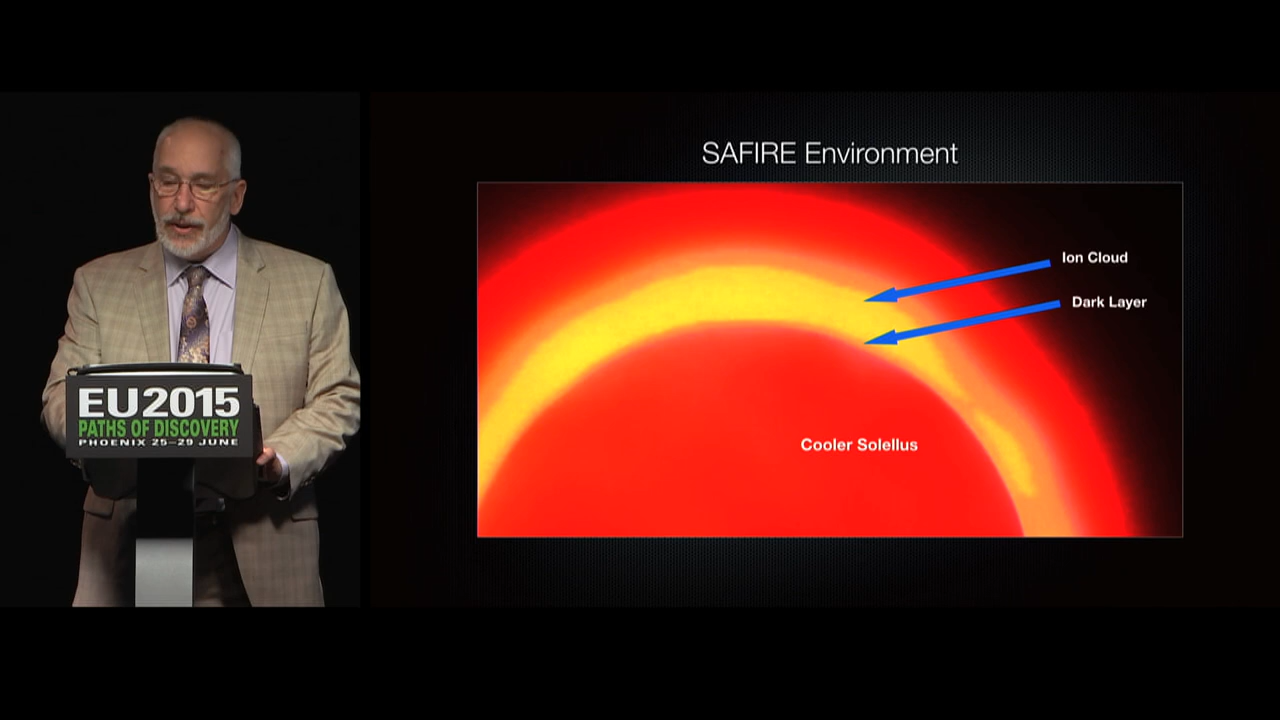 SAFIRE Environment
Ion Cloud
Dark Layer
Cooler Solellus
EU2015
PATHS OF DISCOVERY
PHOENIX 25–29 JUNE